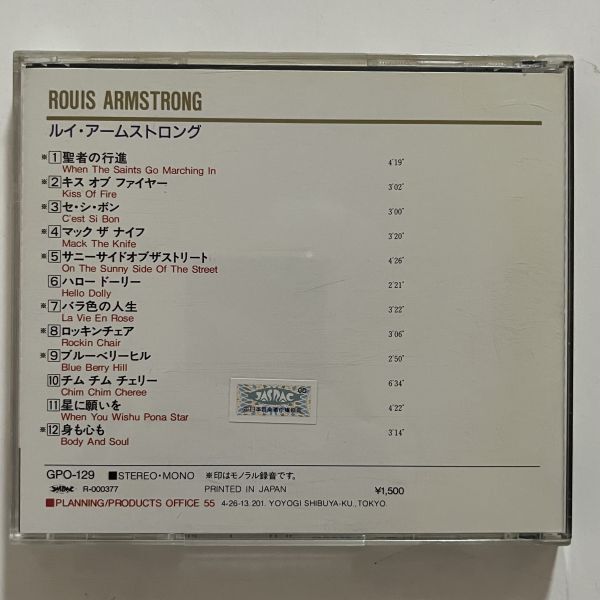 ROUIS ARMSTRONG
ルイ・アームストロング
※ 1 聖者の行進 4'19"
When The Saints Go Marching In
※ 2 キス オブ ファイヤー 3'02"
Kiss Of Fire
※ 3 セ・シ・ボン 3'00"
C'est Si Bon
※ 4 マック ザ ナイフ 3'20"
Mack The Knife
※ 5 サニーサイドオブザストリート 4'26"
On The Sunny Side Of The Street
6 ハロー ドーリー 2'21"
Hello Dolly
※ 7 バラ色の人生 3'22"
La Vie En Rose
※ 8 ロッキンチェア 3'06"
Rockin Chair
※ 9 ブルーベリーヒル 2'50"
Blue Berry Hill
10 チム チム チェリー 6'34"
Chim Chim Cheree
11 星に願いを 4'22"
When You Wishu Pona Star
※ 12 身も心も 3'14"
Body And Soul
JASRAC
GPO-129 ■STEREO・MONO ※印はモノラル録音です。
JASRAC R-000377 PRINTED IN JAPAN ¥1,500
■PLANNING/PRODUCTS OFFICE 55 4-26-13. 201. YOYOGI SHIBUYA-KU., TOKYO.